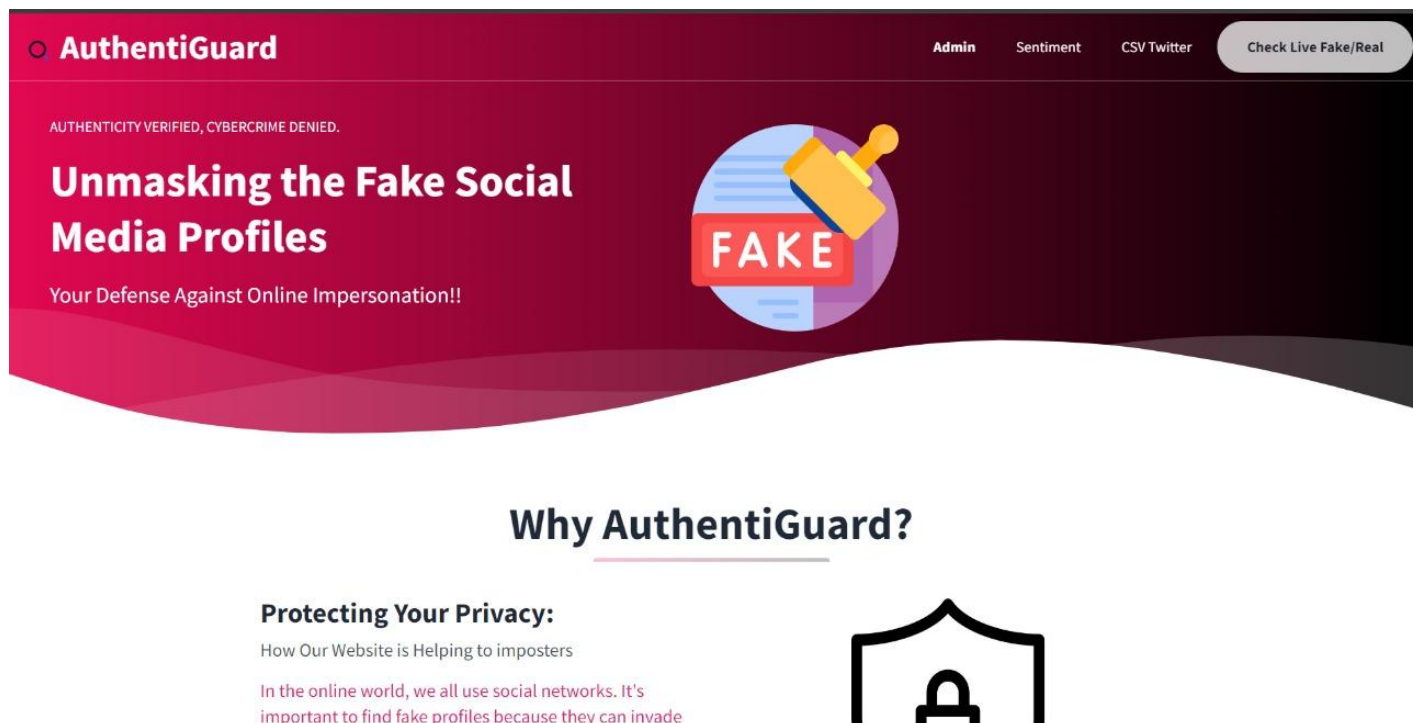 AuthentiGuard
Admin
Sentiment
CSV Twitter
Check Live Fake/Real
AUTHENTICITY VERIFIED, CYBERCRIME DENIED.
Unmasking the Fake Social
Media Profiles
Your Defense Against Online Impersonation!!
FAKE
Why AuthentiGuard?
Protecting Your Privacy:
How Our Website is Helping to imposters
In the online world, we all use social networks. It's
important to find fake profiles because they can invade